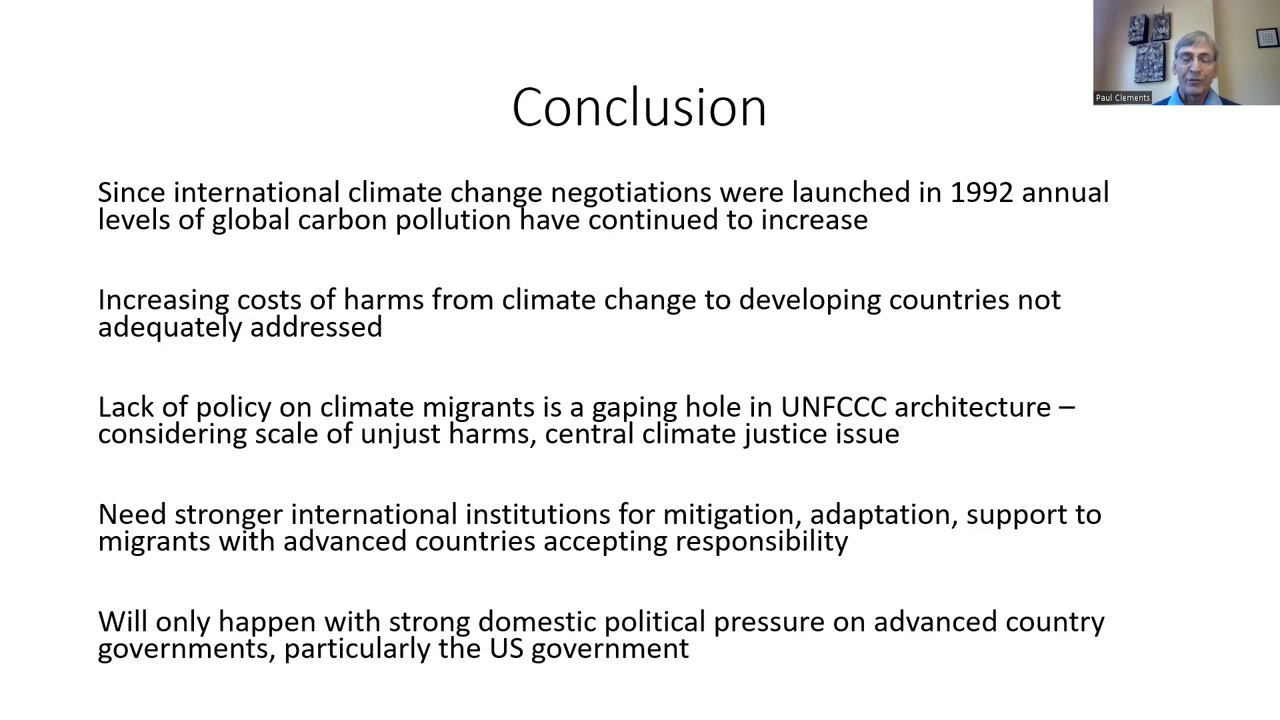 Paul Clements
Conclusion
Since international climate change negotiations were launched in 1992 annual
levels of global carbon pollution have continued to increase
Increasing costs of harms from climate change to developing countries not
adequately addressed
Lack of policy on climate migrants is a gaping hole in UNFCCC architecture –
considering scale of unjust harms, central climate justice issue
Need stronger international institutions for mitigation, adaptation, support to
migrants with advanced countries accepting responsibility
Will only happen with strong domestic political pressure on advanced country
governments, particularly the US government